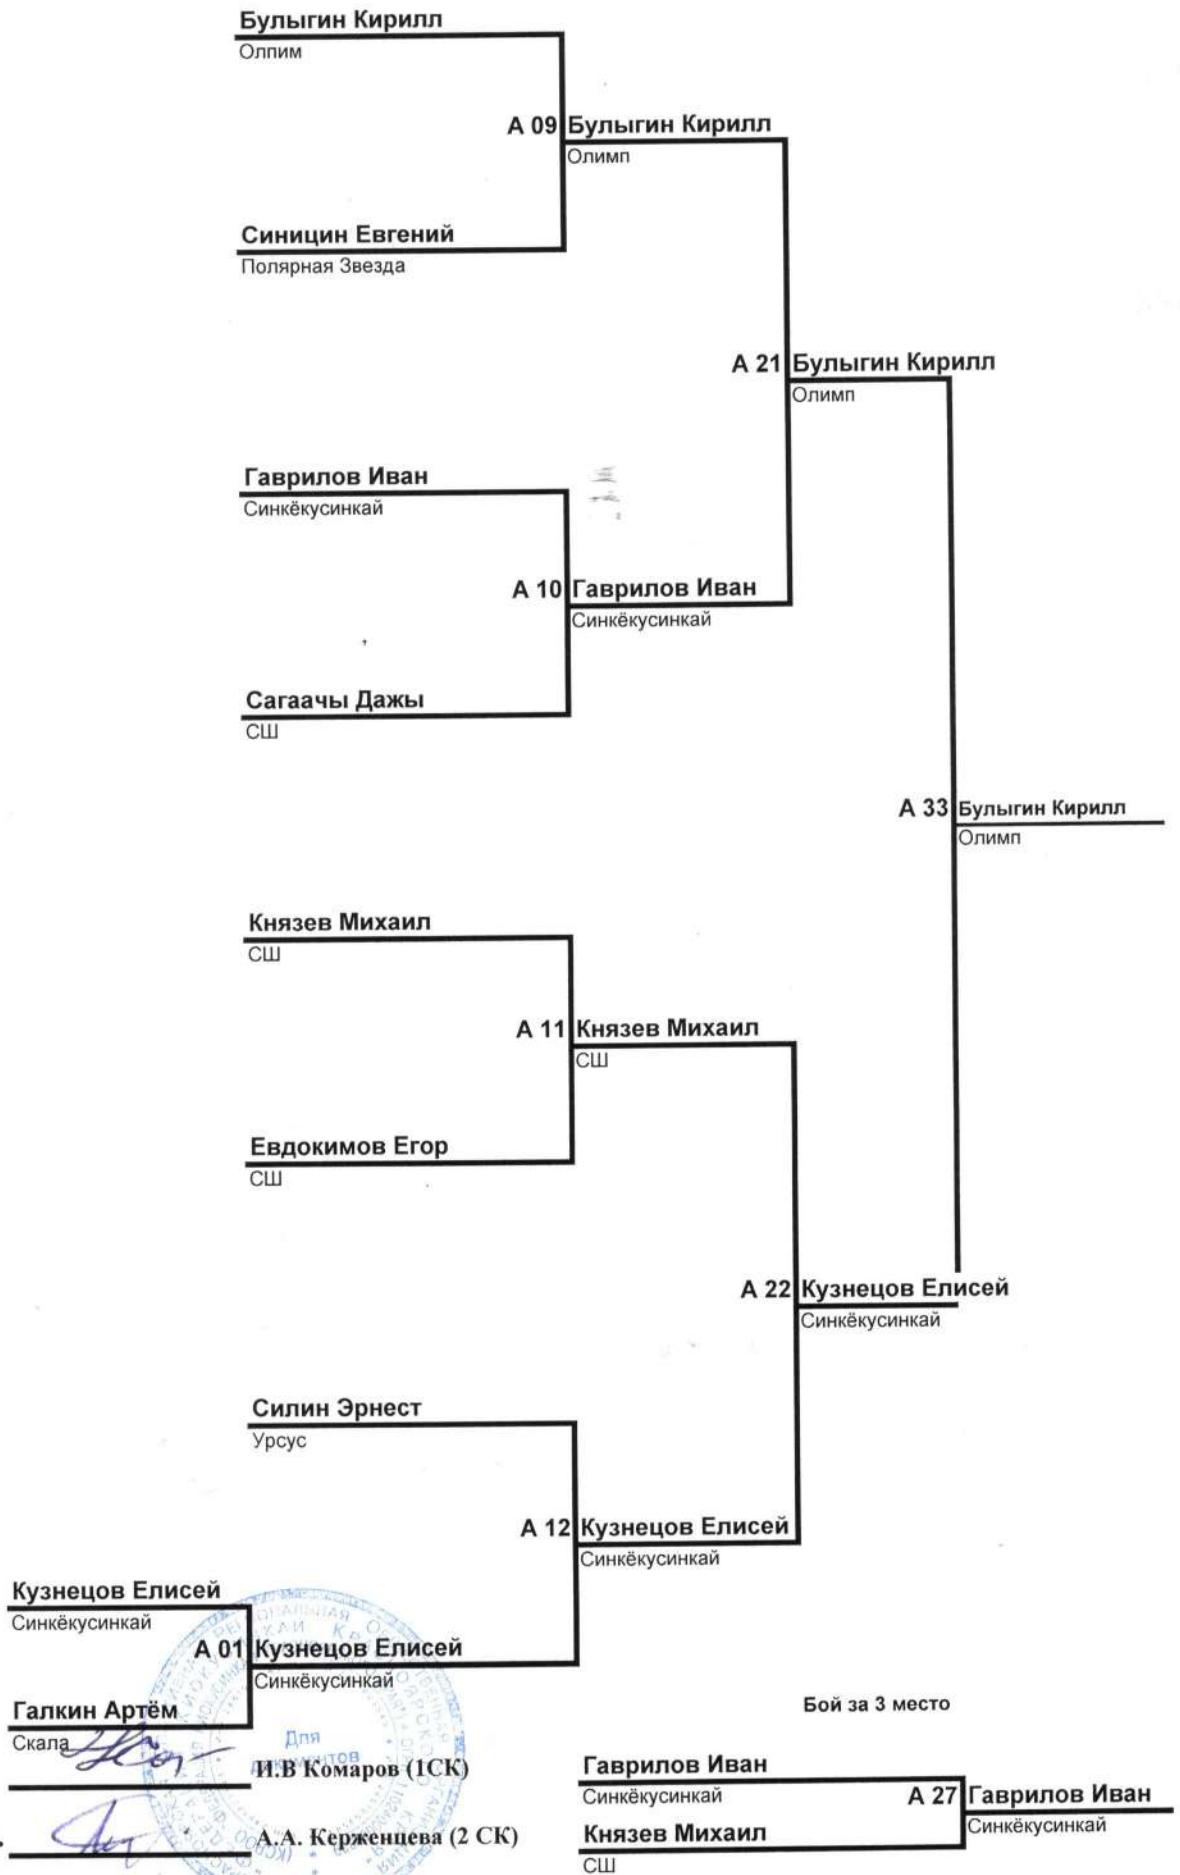 Булыгин Кирилл
Олпим
А 09 Булыгин Кирилл
Олимп
Синицин Евгений
Полярная Звезда
А 21 Булыгин Кирилл
Олимп
Гаврилов Иван
Синкёкусинкай
А 10 Гаврилов Иван
Синкёкусинкай
Сагаачы Дажы
СШ
А 33 Булыгин Кирилл
Олимп
Князев Михаил
СШ
А 11 Князев Михаил
СШ
Евдокимов Егор
СШ
А 22 Кузнецов Елисей
Синкёкусинкай
Силин Эрнест
Урсус
А 12 Кузнецов Елисей
Синкёкусинкай
Кузнецов Елисей
Синкёкусинкай
А 01 Кузнецов Елисей
Синкёкусинкай
Галкин Артём
Скала
Для
документов
И.В Комаров (1СК)
А.А. Керженцева (2 СК)
Бой за 3 место
Гаврилов Иван
Синкёкусинкай
А 27 Гаврилов Иван
Синкёкусинкай
Князев Михаил
СШ